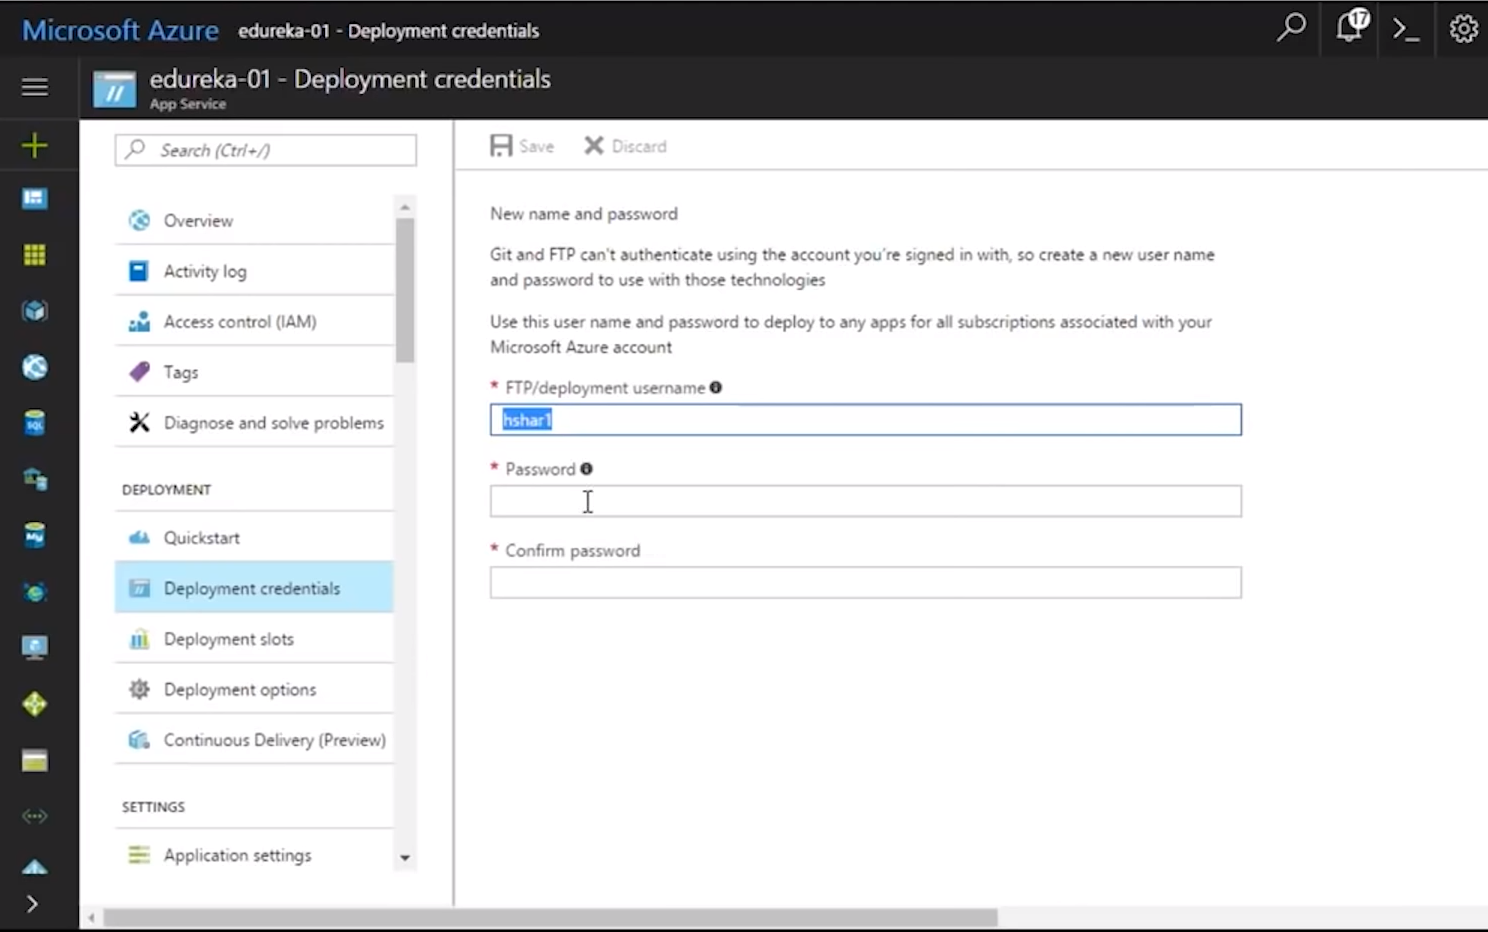 Microsoft Azure edureka-01 - Deployment credentials
17
edureka-01 - Deployment credentials
App Service
Search (Ctrl+/)
Overview
Activity log
Access control (IAM)
Tags
Diagnose and solve problems
DEPLOYMENT
Quickstart
Deployment credentials
Deployment slots
Deployment options
Continuous Delivery (Preview)
SETTINGS
Application settings
Save Discard
New name and password
Git and FTP can't authenticate using the account you're signed in with, so create a new user name
and password to use with those technologies
Use this user name and password to deploy to any apps for all subscriptions associated with your
Microsoft Azure account
* FTP/deployment username
hshar1
* Password
* Confirm password
SQL
My